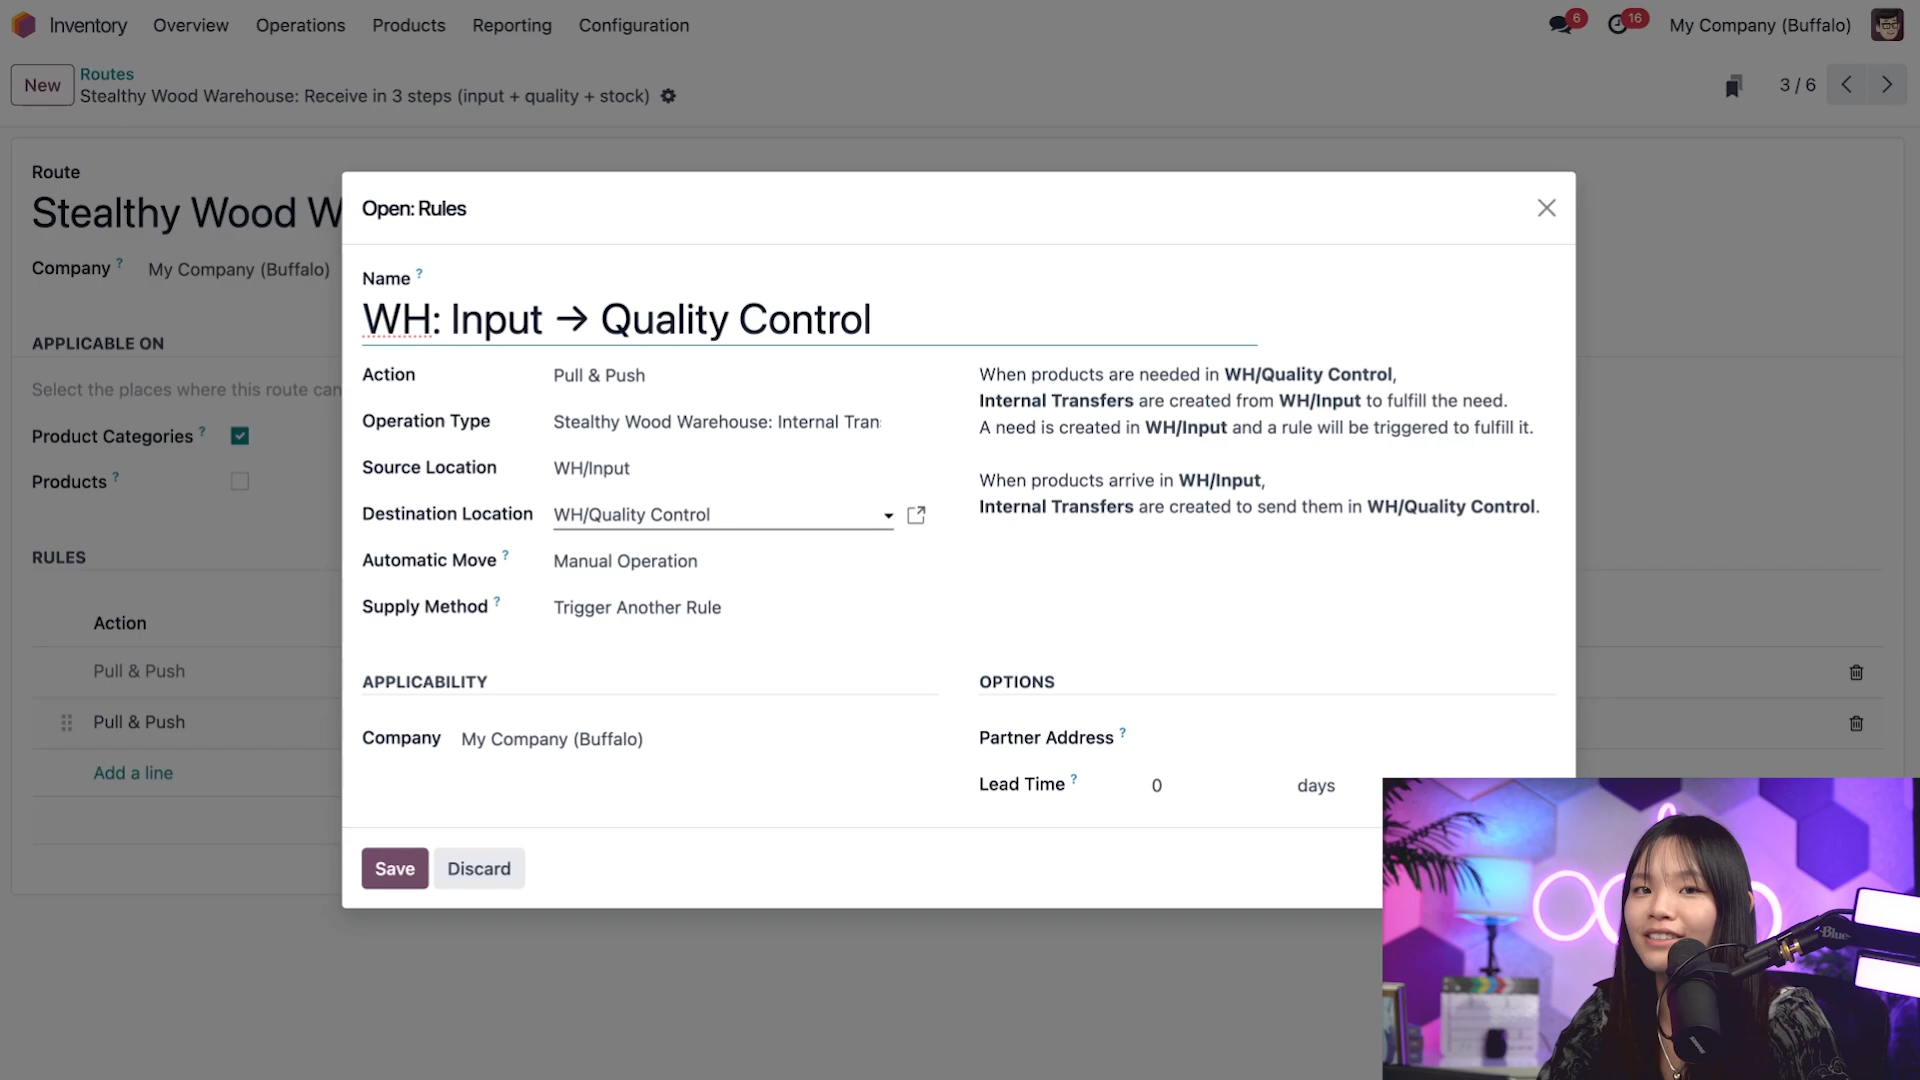 Inventory Overview Operations Products Reporting Configuration 6 16 My Company (Buffalo)
New Routes
Stealthy Wood Warehouse: Receive in 3 steps (input + quality + stock) 3 / 6
Route
Stealthy Wood W
Company ? My Company (Buffalo)
APPLICABLE ON
Select the places where this route can
Product Categories ?
Products ?
RULES
Action
Pull & Push
Pull & Push
Add a line
Open: Rules
Name ?
WH: Input → Quality Control
Action Pull & Push
Operation Type Stealthy Wood Warehouse: Internal Tran
Source Location WH/Input
Destination Location WH/Quality Control
Automatic Move ? Manual Operation
Supply Method ? Trigger Another Rule
When products are needed in WH/Quality Control,
Internal Transfers are created from WH/Input to fulfill the need.
A need is created in WH/Input and a rule will be triggered to fulfill it.
When products arrive in WH/Input,
Internal Transfers are created to send them in WH/Quality Control.
APPLICABILITY
Company My Company (Buffalo)
OPTIONS
Partner Address ?
Lead Time ? 0 days
Save Discard
Blue